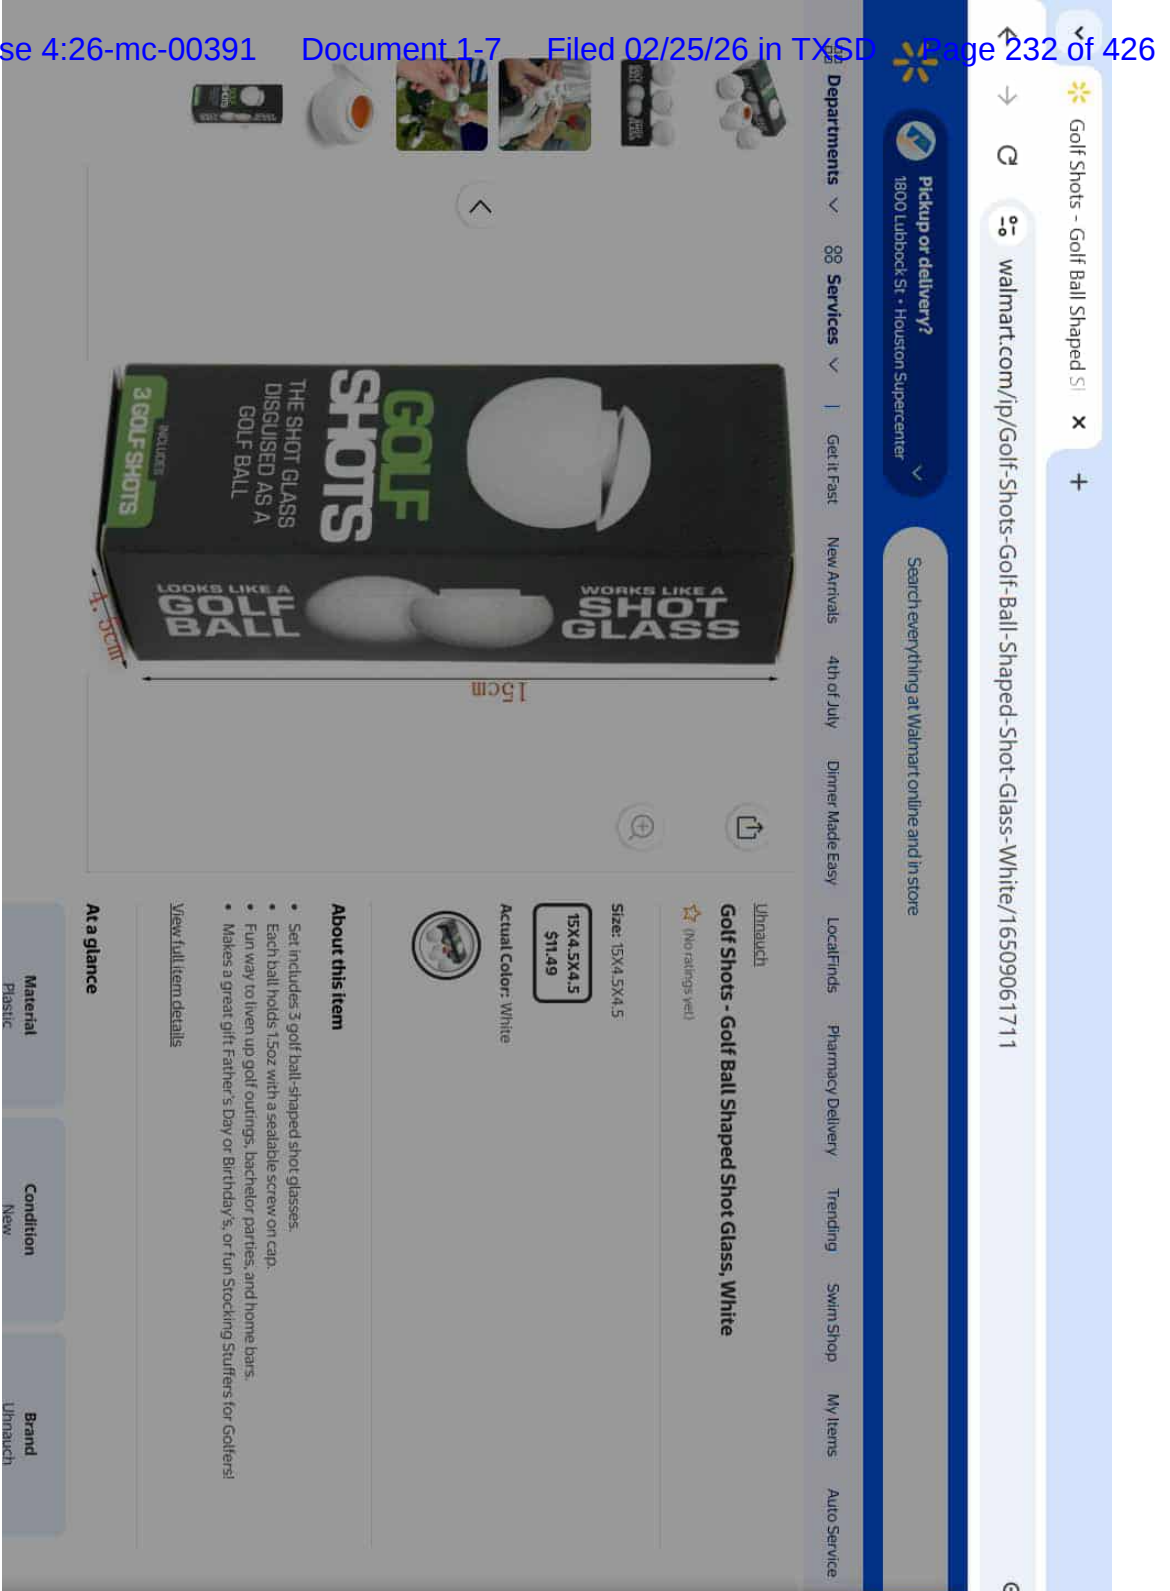 se 4:26-mc-00391 Document 1-7 Filed 02/25/26 in TXSD Page 232 of 426
Golf Shots - Golf Ball Shaped
walmart.com/ip/Golf-Shots-Golf-Ball-Shaped-Shot-Glass-White/16509061711
Pickup or delivery?
1800 Lubbock St • Houston Supercenter
Search everything at Walmart online and in store
Departments
Services
Get it Fast
New Arrivals
4th of July
Dinner Made Easy
LocalFinds
Pharmacy Delivery
Trending
Swim Shop
My Items
Auto Service
GOLF
SHOTS
THE SHOT GLASS
DISGUISED AS A
GOLF BALL
INCLUDES
3 GOLF SHOTS
LOOKS LIKE A
GOLF
BALL
WORKS LIKE A
SHOT
GLASS
4.5cm
15cm
Uhnauch
Golf Shots - Golf Ball Shaped Shot Glass, White
(No ratings yet)
Size: 15X4.5X4.5
15X4.5X4.5
$11.49
Actual Color: White
About this item
• Set includes 3 golf ball-shaped shot glasses.
• Each ball holds 1.5oz with a sealable screw on cap.
• Fun way to liven up golf outings, bachelor parties, and home bars.
• Makes a great gift Father's Day or Birthday's, or fun Stocking Stuffers for Golfers!
View full item details
At a glance
Material
Plastic
Condition
New
Brand
Uhnauch